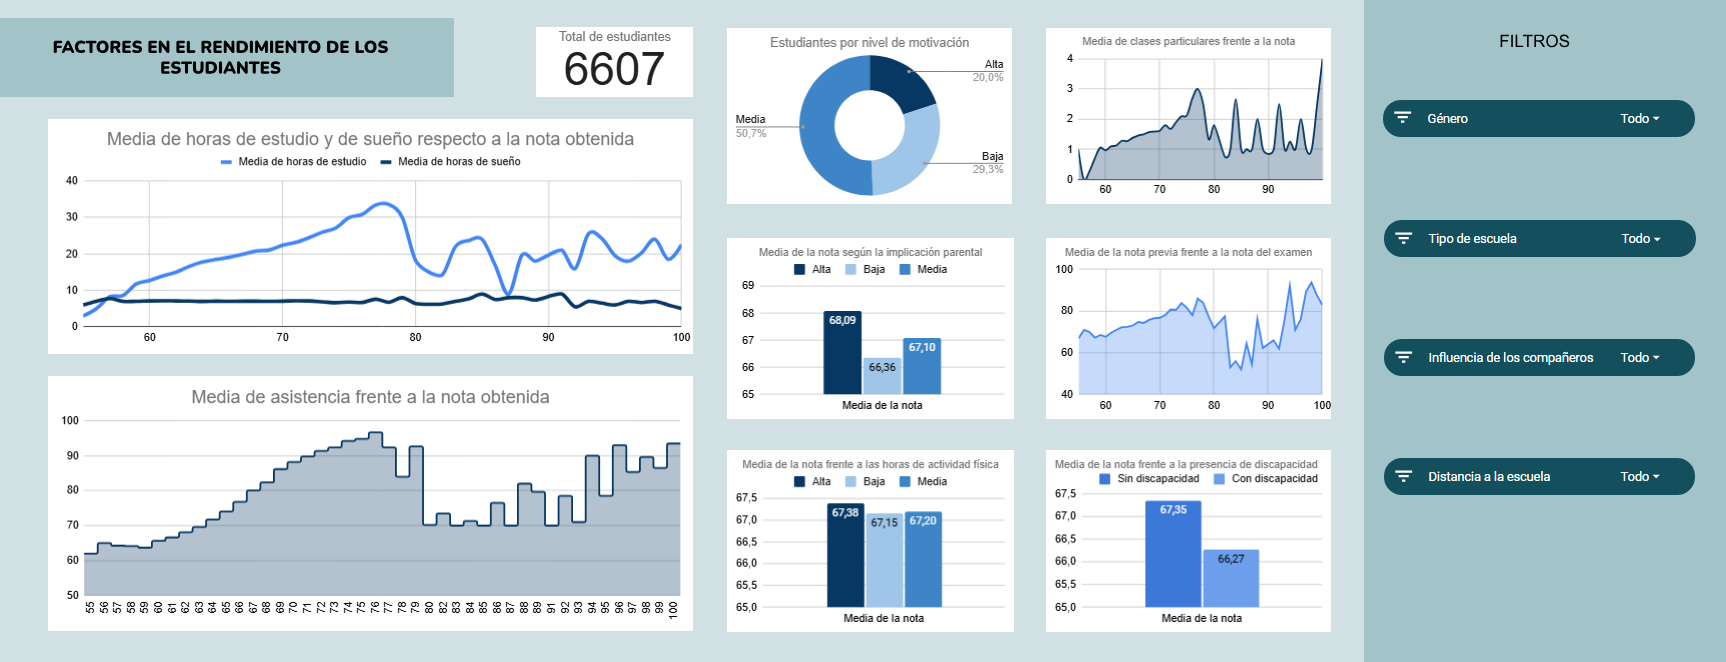 FACTORES EN EL RENDIMIENTO DE LOS
ESTUDIANTES
Total de estudiantes
6607
Media de horas de estudio y de sueño respecto a la nota obtenida
Media de horas de estudio
Media de horas de sueño
40
30
20
10
0
60
70
80
90
100
Media de asistencia frente a la nota obtenida
100
90
80
70
60
50
55
56
57
58
59
60
61
62
63
64
65
66
67
68
69
70
71
72
73
74
75
76
77
78
79
80
82
83
84
85
86
87
88
89
91
92
93
94
95
96
97
98
99
100
Estudiantes por nivel de motivación
Alta
20,0%
Media
50,7%
Baja
29,3%
Media de clases particulares frente a la nota
4
3
2
1
0
60
70
80
90
Media de la nota según la implicación parental
Alta
Baja
Media
69
68
67
66
65
68,09
66,36
67,10
Media de la nota
Media de la nota previa frente a la nota del examen
100
80
60
40
60
70
80
90
100
Media de la nota frente a las horas de actividad física
Alta
Baja
Media
67,5
67,0
66,5
66,0
65,5
65,0
67,38
67,15
67,20
Media de la nota
Media de la nota frente a la presencia de discapacidad
Sin discapacidad
Con discapacidad
67,5
67,0
66,5
66,0
65,5
65,0
67,35
66,27
Media de la nota
FILTROS
Género
Todo
Tipo de escuela
Todo
Influencia de los compañeros
Todo
Distancia a la escuela
Todo